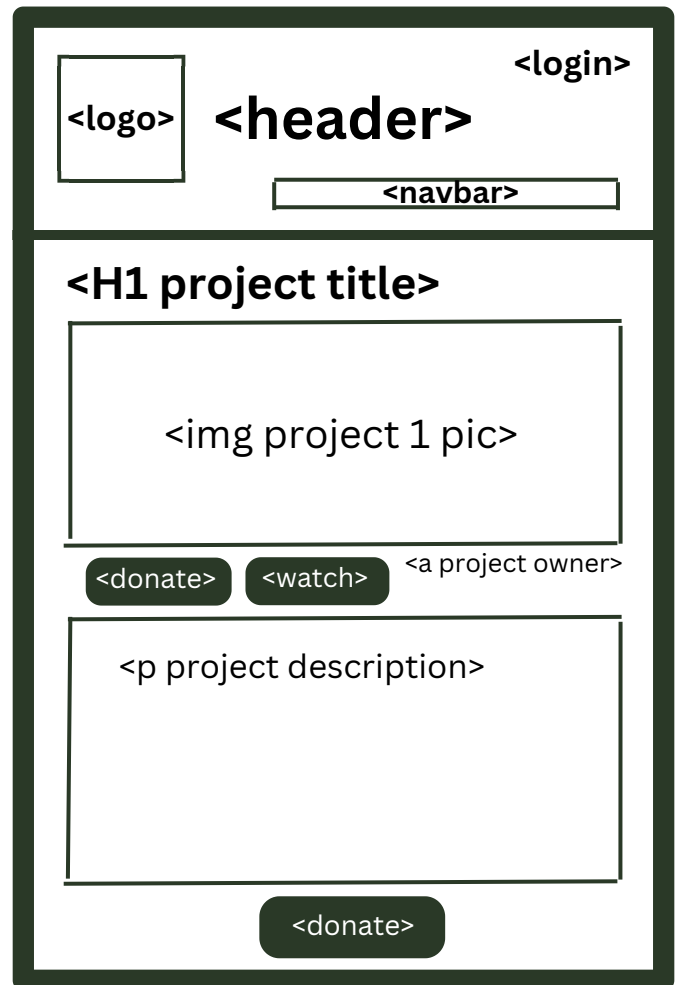 <login>
<logo>
<header>
<navbar>
<H1 project title>
<img project 1 pic>
<donate>
<watch>
<a project owner>
<p project description>
<donate>